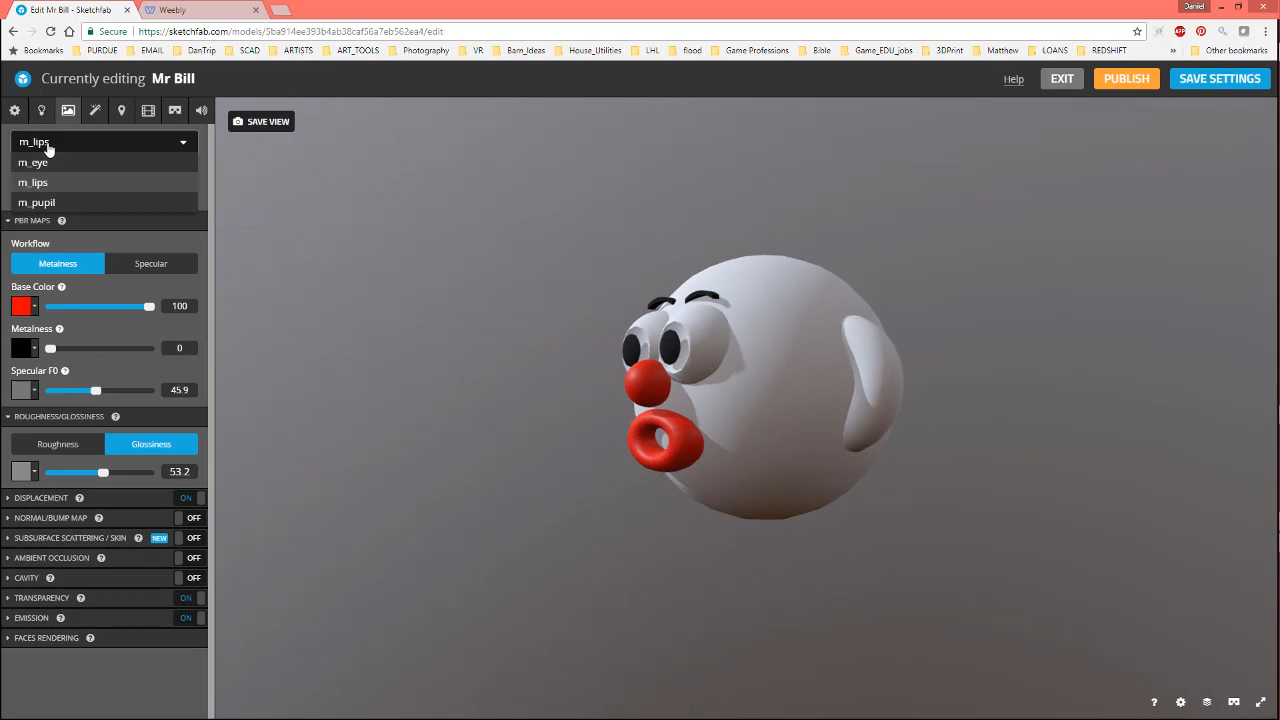 Edit Mr Bill
Weebly
Daniel
Secure
https://sketchfab.com/models/5ba914ee393b4ab38caf56a7eb562ea4/edit
Bookmarks PURDUE EMAIL DanTrip SCAD ARTISTS ART_TOOLS Photography VR Barn_Ideas House_Utilities LHL flood Game Professions Bible Game_EDU_jobs 3DPrint Matthew LOANS REDSHIFT » Other bookmarks
Currently editing Mr Bill
Help EXIT PUBLISH SAVE SETTINGS
SAVE VIEW
m_lips
m_eye
m_lips
m_pupil
PBR MAPS ?
Workflow
Metalness Specular
Base Color ?
100
Metalness ?
0
Specular F0 ?
45.9
ROUGHNESS/GLOSSINESS ?
Roughness Glossiness
53.2
DISPLACEMENT ? ON
NORMAL/BUMP MAP ? OFF
SUBSURFACE SCATTERING / SKIN ? NEW OFF
AMBIENT OCCLUSION ? OFF
CAVITY ? OFF
TRANSPARENCY ? ON
EMISSION ? ON
FACES RENDERING ?
?